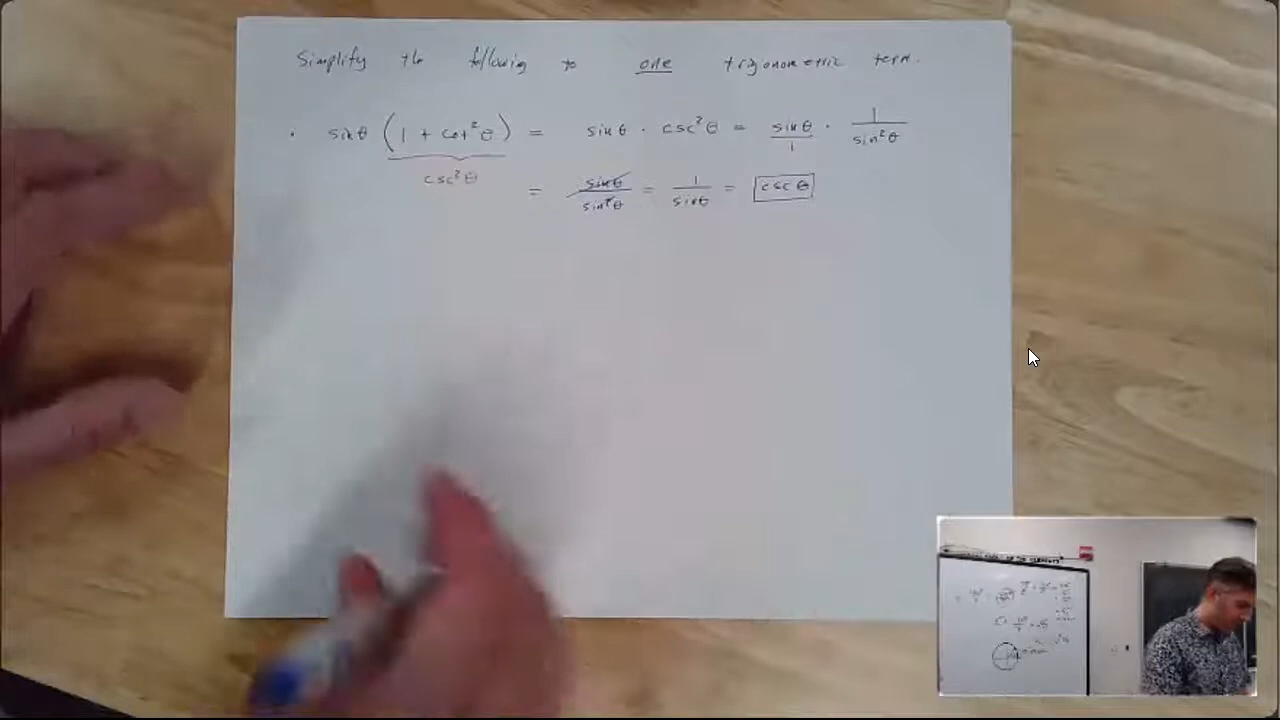 Simplify the following to one trigonometric term.
· sinθ (1 + cot²θ) = sinθ · csc²θ = sinθ/1 · 1/sin²θ
csc²θ
= sinθ/sin²θ = 1/sinθ = csc θ